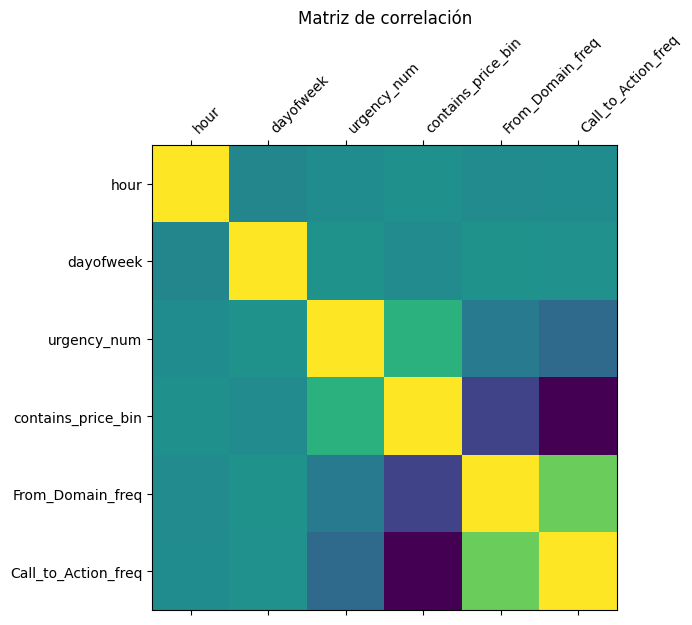 Matriz de correlación
hour
dayofweek
urgency_num
contains_price_bin
From_Domain_freq
Call_to_Action_freq
hour
dayofweek
urgency_num
contains_price_bin
From_Domain_freq
Call_to_Action_freq